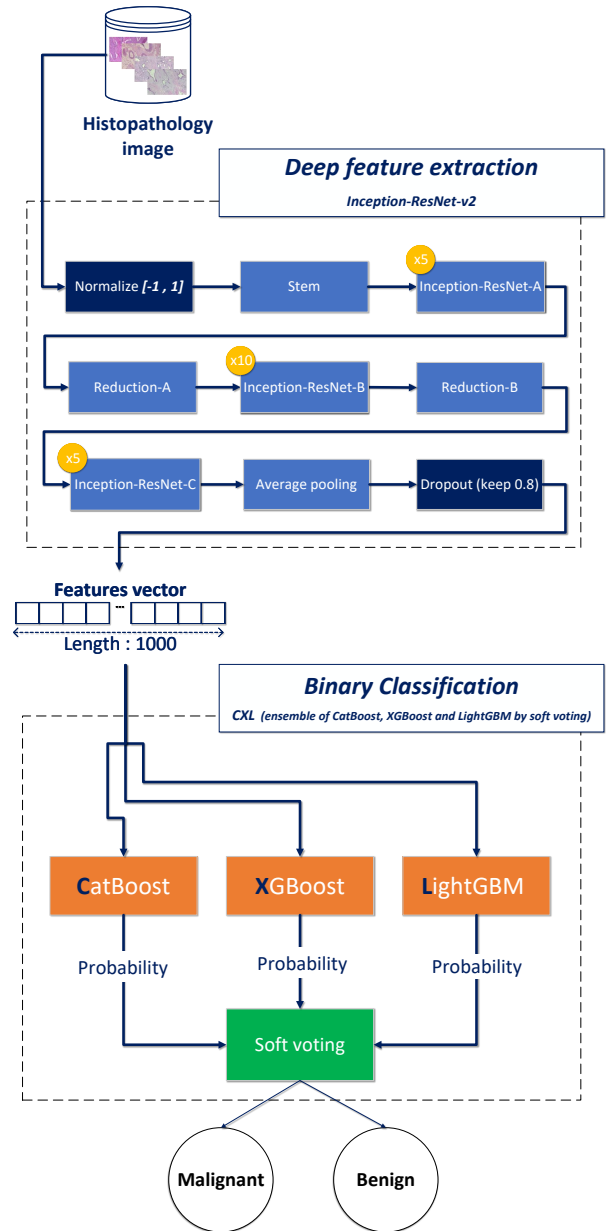 Histopathology
image
Deep feature extraction
Inception-ResNet-v2
Normalize [-1 , 1]
Stem
x5
Inception-ResNet-A
Reduction-A
x10
Inception-ResNet-B
Reduction-B
x5
Inception-ResNet-C
Average pooling
Dropout (keep 0.8)
Features vector
...
Length : 1000
Binary Classification
CXL (ensemble of CatBoost, XGBoost and LightGBM by soft voting)
CatBoost
XGBoost
LightGBM
Probability
Probability
Probability
Soft voting
Malignant
Benign